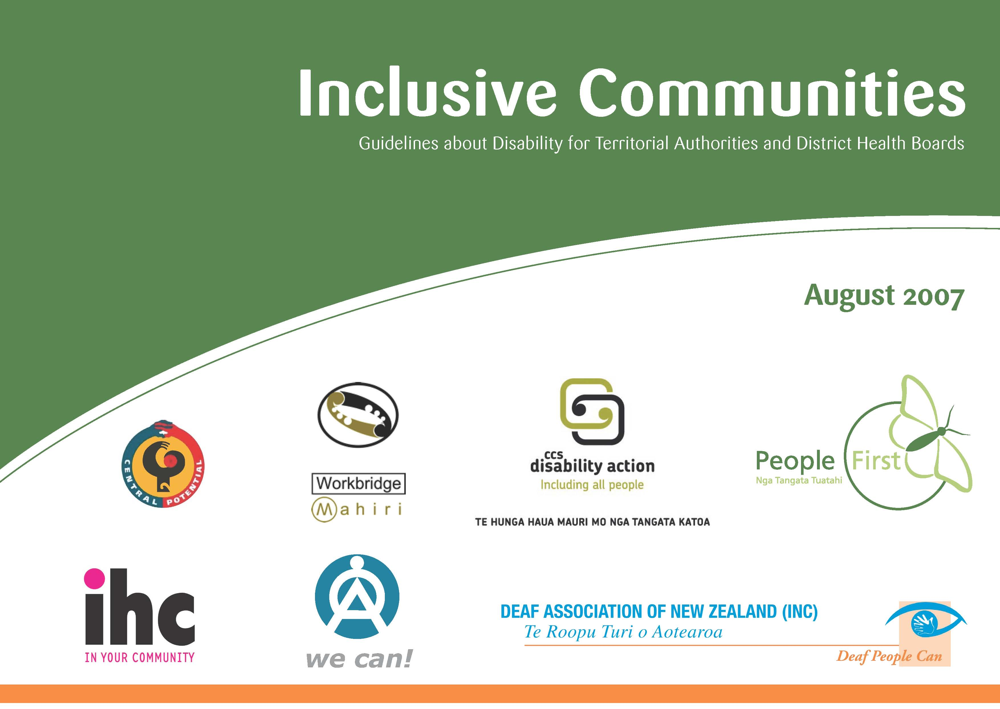 Inclusive Communities
Guidelines about Disability for Territorial Authorities and District Health Boards
August 2007
CENTRAL POTENTIAL
Workbridge
Mahiri
ccs
disability action
Including all people
TE HUNGA HAUA MAURI MO NGA TANGATA KATOA
People First
Nga Tangata Tuatahi
ihc
IN YOUR COMMUNITY
we can!
DEAF ASSOCIATION OF NEW ZEALAND (INC)
Te Roopu Turi o Aotearoa
Deaf People Can